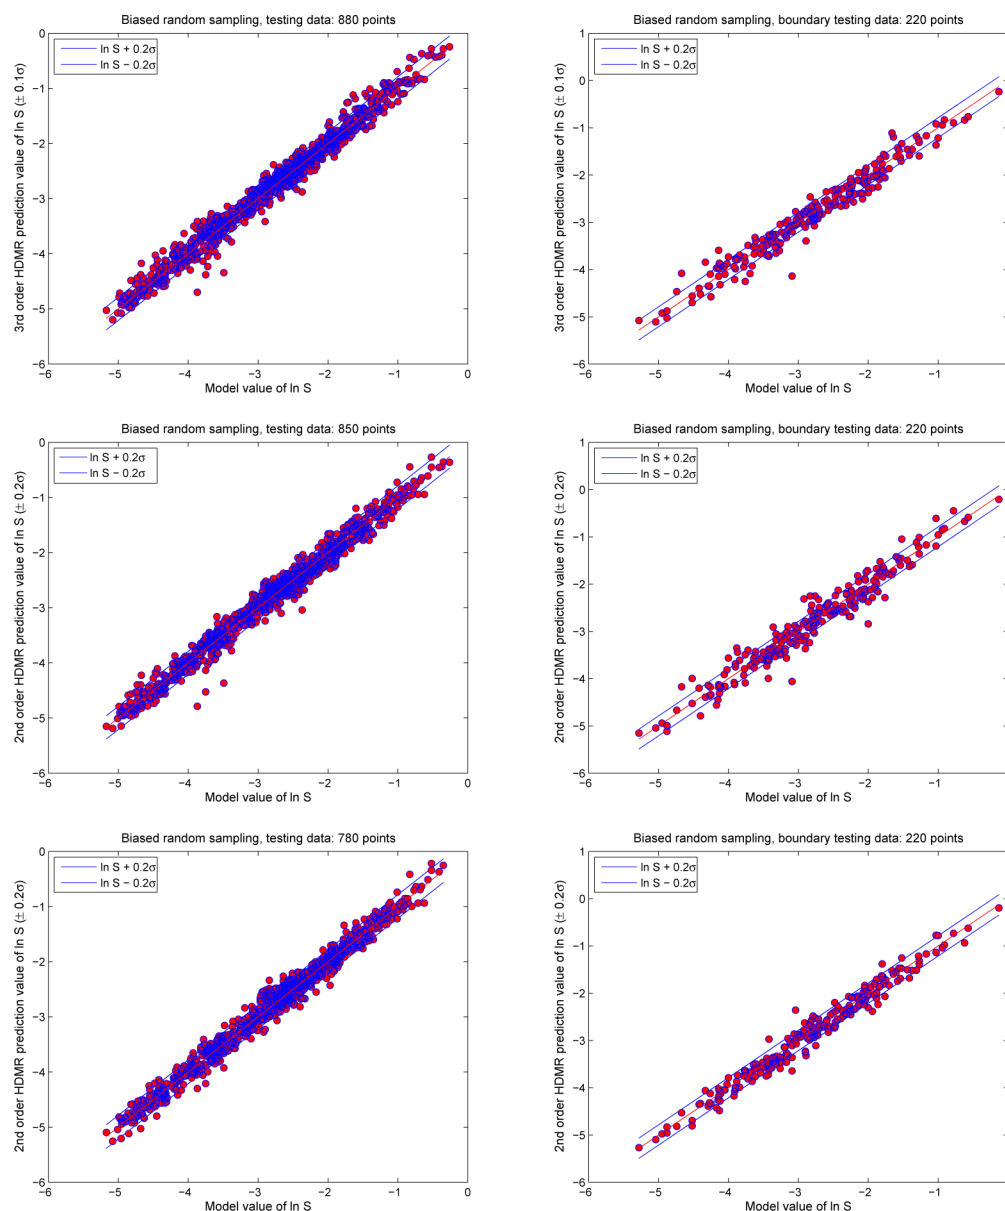 Biased random sampling, testing data: 880 points
3rd order HDMR prediction value of ln S (± 0.1σ)
0
−1
−2
−3
−4
−5
−6
ln S + 0.2σ
ln S − 0.2σ
−6 −5 −4 −3 −2 −1 0
Model value of ln S
Biased random sampling, boundary testing data: 220 points
3rd order HDMR prediction value of ln S (± 0.1σ)
1
0
−1
−2
−3
−4
−5
−6
ln S + 0.2σ
ln S − 0.2σ
−6 −5 −4 −3 −2 −1
Model value of ln S
Biased random sampling, testing data: 850 points
2nd order HDMR prediction value of ln S (± 0.2σ)
0
−1
−2
−3
−4
−5
−6
ln S + 0.2σ
ln S − 0.2σ
−6 −5 −4 −3 −2 −1 0
Model value of ln S
Biased random sampling, boundary testing data: 220 points
2nd order HDMR prediction value of ln S (± 0.2σ)
1
0
−1
−2
−3
−4
−5
−6
ln S + 0.2σ
ln S − 0.2σ
−6 −5 −4 −3 −2 −1
Model value of ln S
Biased random sampling, testing data: 780 points
2nd order HDMR prediction value of ln S (± 0.2σ)
0
−1
−2
−3
−4
−5
−6
ln S + 0.2σ
ln S − 0.2σ
−6 −5 −4 −3 −2 −1 0
Model value of ln S
Biased random sampling, boundary testing data: 220 points
2nd order HDMR prediction value of ln S (± 0.2σ)
1
0
−1
−2
−3
−4
−5
−6
ln S + 0.2σ
ln S − 0.2σ
−6 −5 −4 −3 −2 −1
Model value of ln S